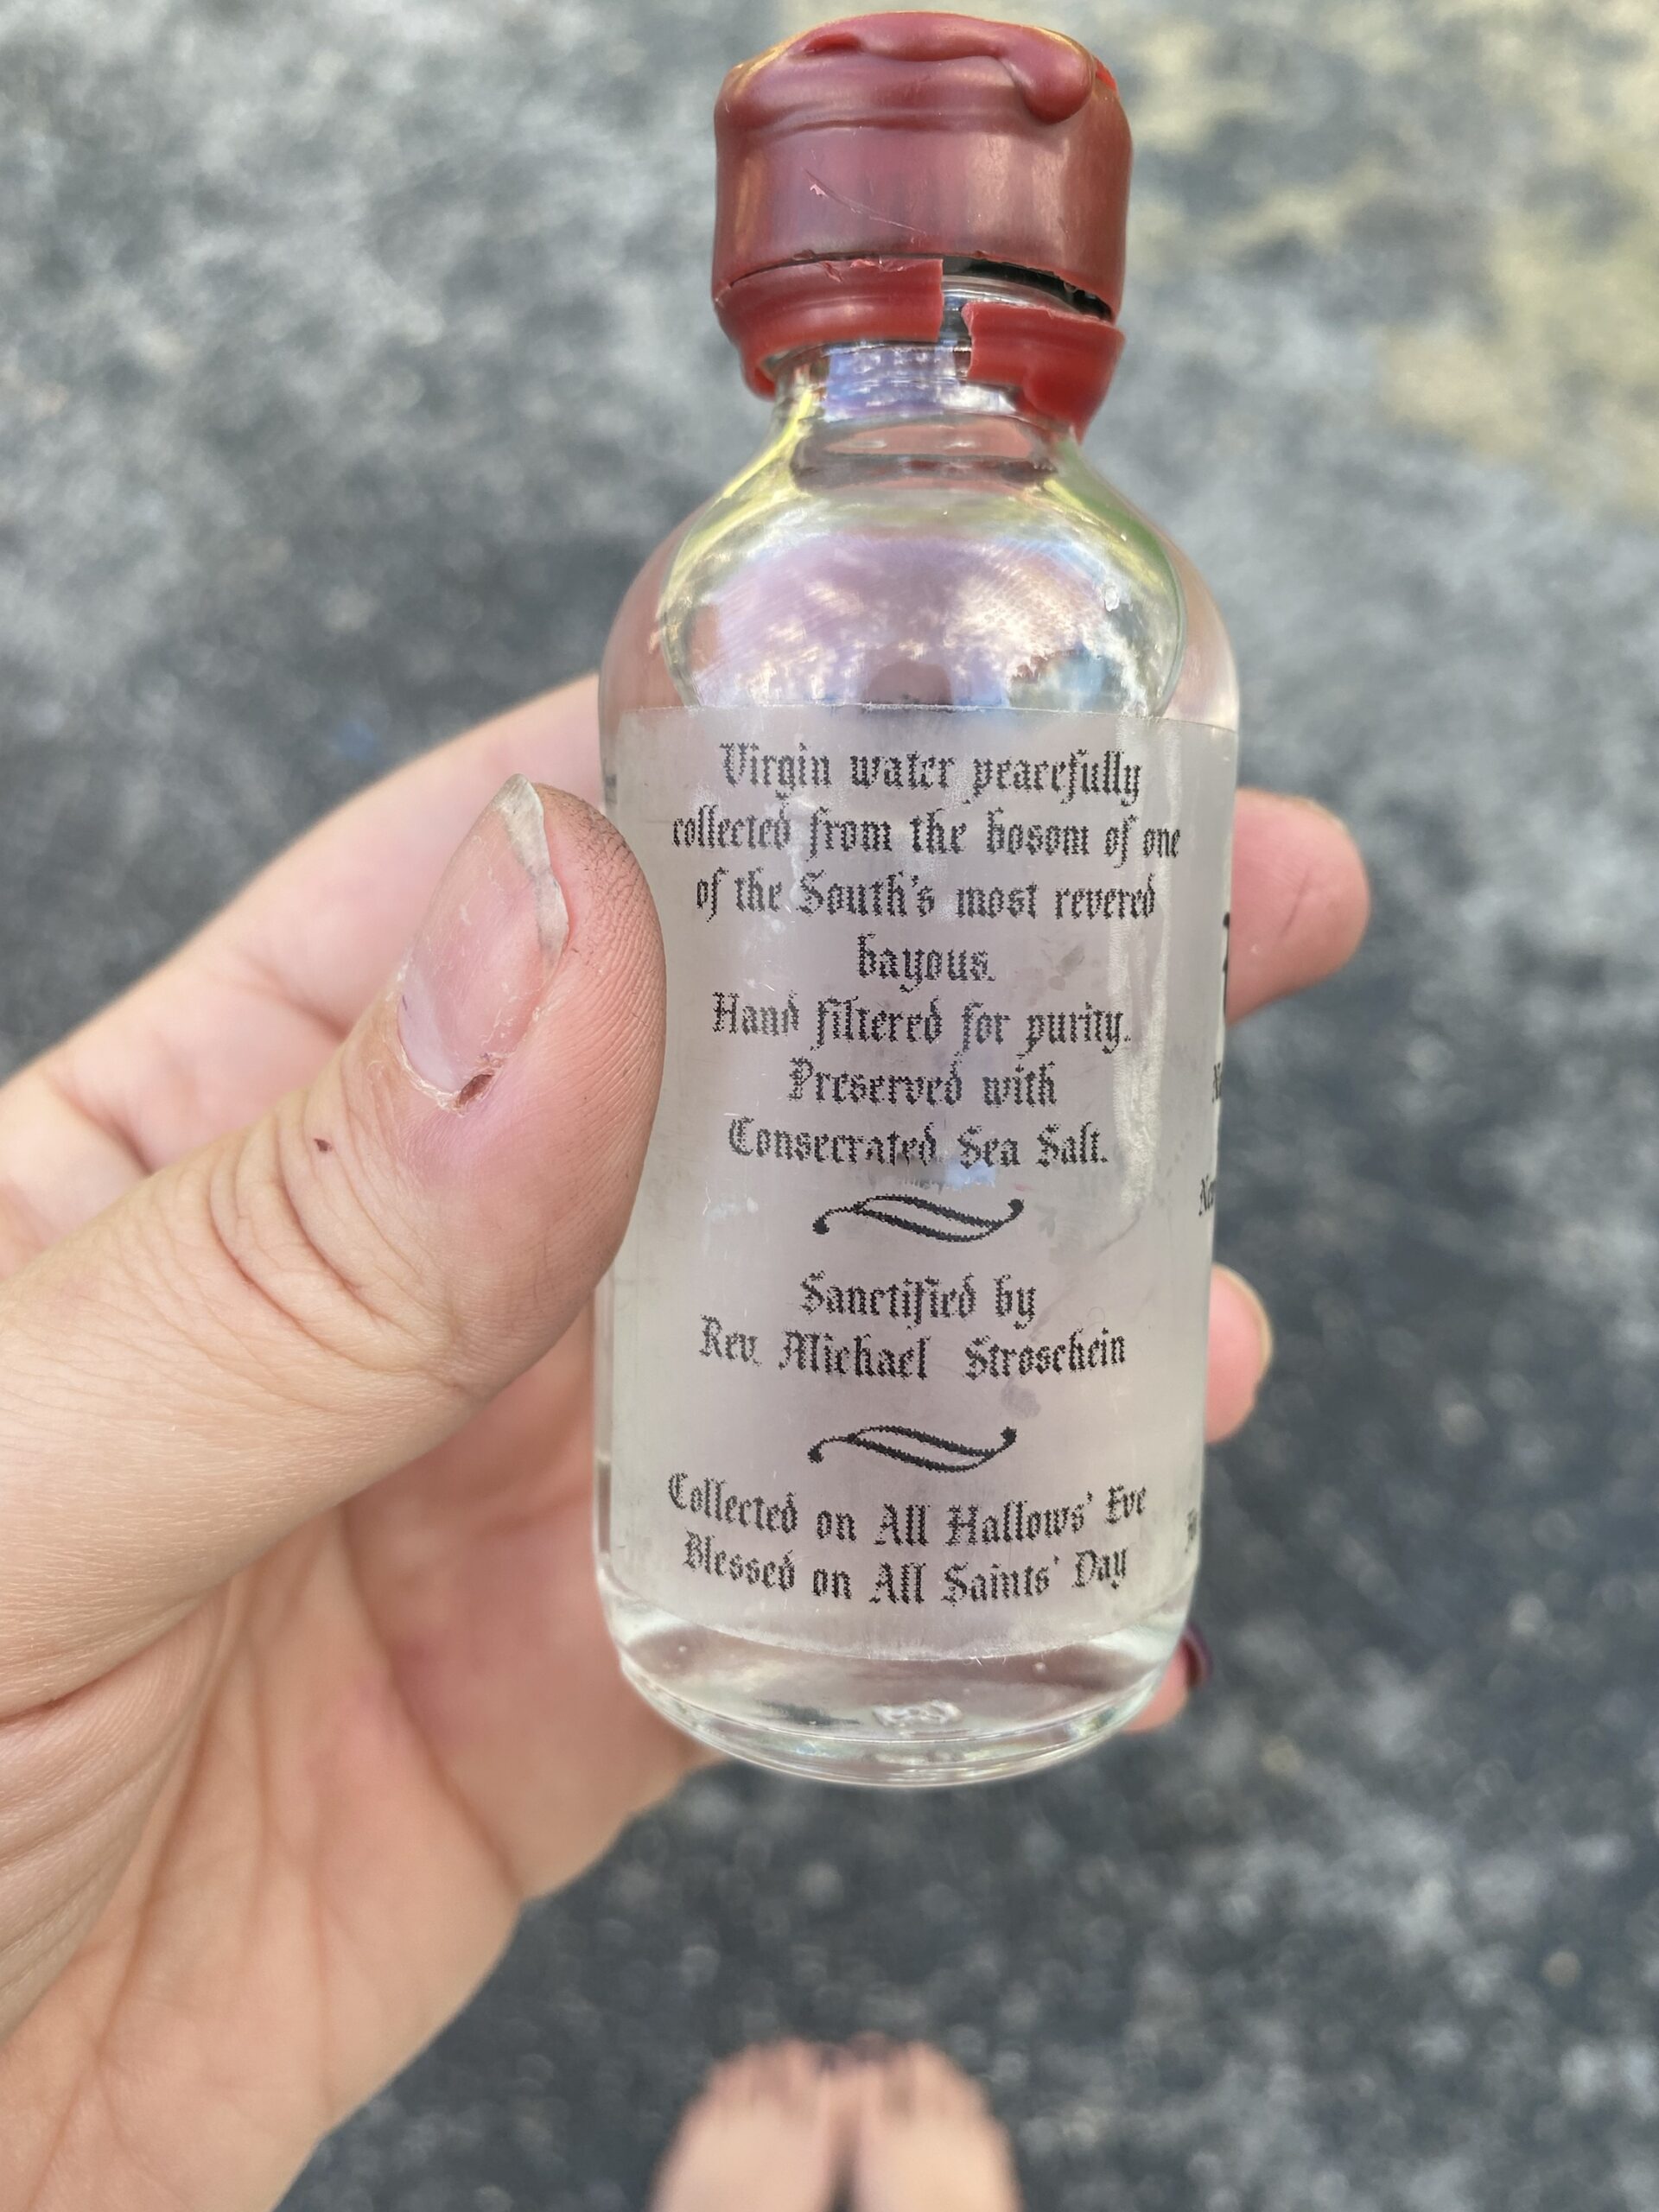 Virgin water peacefully
collected from the bosom of one
of the South's most revered
bayous.
Hand filtered for purity.
Preserved with
Consecrated Sea Salt.
Sanctified by
Rev. Michael Stroschein
Collected on All Hallows' Eve
Blessed on All Saints' Day